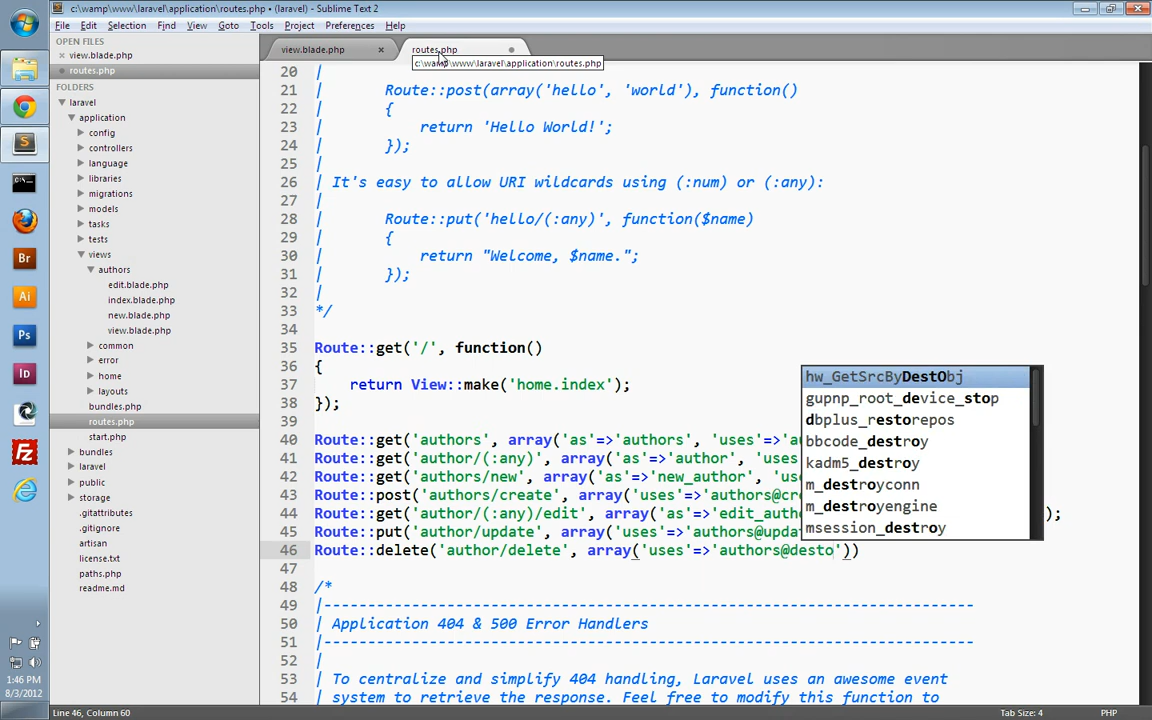 c:\wamp\www\laravel\application\routes.php • (laravel) - Sublime Text 2
File Edit Selection Find View Goto Tools Project Preferences Help
OPEN FILES
view.blade.php
routes.php
FOLDERS
laravel
application
config
controllers
language
libraries
migrations
models
tasks
tests
views
authors
edit.blade.php
index.blade.php
new.blade.php
view.blade.php
common
error
home
layouts
bundles.php
routes.php
start.php
bundles
laravel
public
storage
.gitattributes
.gitignore
artisan
license.txt
paths.php
readme.md
view.blade.php
routes.php
c:\wamp\www\laravel\application\routes.php
20 |
21 | Route::post(array('hello', 'world'), function()
22 | {
23 | return 'Hello World!';
24 | });
25 |
26 | It's easy to allow URI wildcards using (:num) or (:any):
27 |
28 | Route::put('hello/(:any)', function($name)
29 | {
30 | return "Welcome, $name.";
31 | });
32 |
33 */
34
35 Route::get('/', function()
36 {
37 return View::make('home.index');
38 });
39
40 Route::get('authors', array('as'=>'authors', 'uses'=>'au
41 Route::get('author/(:any)', array('as'=>'author', 'uses
42 Route::get('authors/new', array('as'=>'new_author', 'use
43 Route::post('authors/create', array('uses'=>'authors@cre
44 Route::get('author/(:any)/edit', array('as'=>'edit_autho );
45 Route::put('author/update', array('uses'=>'authors@updat
46 Route::delete('author/delete', array('uses'=>'authors@desto'))
47
48 /*
49 |--------------------------------------------------------------------------
50 | Application 404 & 500 Error Handlers
51 |--------------------------------------------------------------------------
52 |
53 | To centralize and simplify 404 handling, Laravel uses an awesome event
54 | system to retrieve the response. Feel free to modify this function to
hw_GetSrcByDestObj
gupnp_root_device_stop
dbplus_restorepos
bbcode_destroy
kadm5_destroy
m_destroyconn
m_destroyengine
msession_destroy
Br
Ai
Ps
Id
Fz
1:46 PM
8/3/2012
Line 46, Column 60
Tab Size: 4
PHP